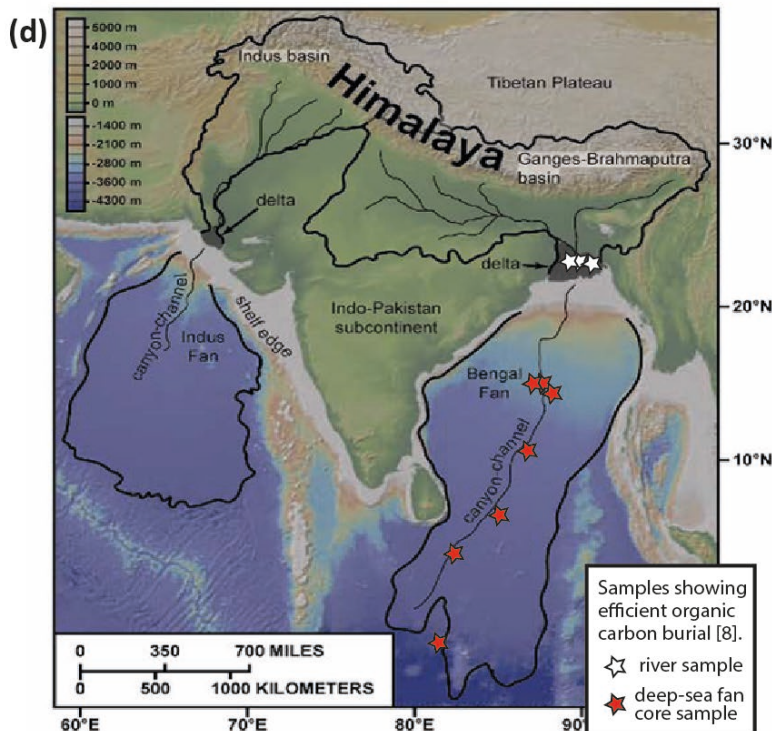 (d)
5000 m
4000 m
2000 m
1000 m
0 m
-1400 m
-2100 m
-2800 m
-3600 m
-4300 m
Indus basin
Himalaya
Tibetan Plateau
Ganges-Brahmaputra
basin
30°N
delta
delta
20°N
canyon-channel
Indus
Fan
shelf edge
Indo-Pakistan
subcontinent
Bengal
Fan
canyon-channel
10°N
Samples showing
efficient organic
carbon burial [8].
river sample
deep-sea fan
core sample
0 350 700 MILES
0 500 1000 KILOMETERS
60°E 70°E 80°E 90°